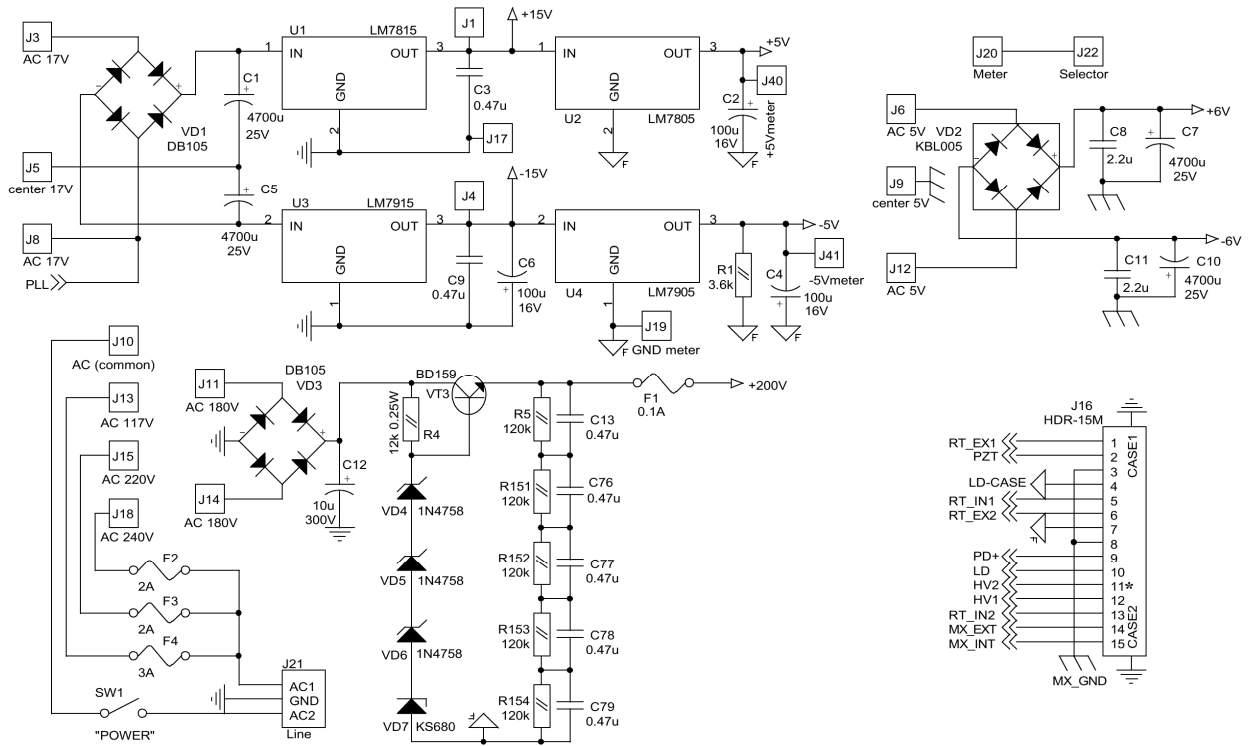 J3
AC 17V
VD1
DB105
J5
center 17V
J8
AC 17V
PLL
C1
+
4700u
25V
C5
+
4700u
25V
1
U1
LM7815
IN
OUT
GND
2
3
J1
+15V
C3
0.47u
J17
1
IN
OUT
GND
U2
LM7805
2
F
3
+5V
J40
+5Vmeter
C2
+
100u
16V
F
2
U3
LM7915
IN
OUT
GND
1
3
J4
-15V
C9
0.47u
C6
+
100u
16V
2
IN
OUT
GND
U4
LM7905
1
J19
F
GND meter
3
-5V
R1
3.6k
F
J41
-5Vmeter
C4
+
100u
16V
F
J20
Meter
J22
Selector
J6
AC 5V
VD2
KBL005
-
+
J9
center 5V
J12
AC 5V
+6V
C8
2.2u
C7
+
4700u
25V
-6V
C11
2.2u
C10
+
4700u
25V
J10
AC (common)
J13
AC 117V
J15
AC 220V
J18
AC 240V
F2
2A
F3
2A
F4
3A
SW1
"POWER"
J21
AC1
GND
AC2
Line
J11
AC 180V
DB105
VD3
-
+
J14
AC 180V
C12
+
10u
300V
BD159
VT3
12k 0.25W
R4
VD4
1N4758
VD5
1N4758
VD6
1N4758
VD7
KS680
F
R5
120k
C13
0.47u
R151
120k
C76
0.47u
R152
120k
C77
0.47u
R153
120k
C78
0.47u
R154
120k
C79
0.47u
F1
0.1A
+200V
J16
HDR-15M
CASE1
RT_EX1
1
PZT
2
3
LD-CASE
4
RT_IN1
5
RT_EX2
6
F
7
8
PD+
9
LD
10
HV2
11*
HV1
12
RT_IN2
13
MX_EXT
14
MX_INT
15
CASE2
MX_GND